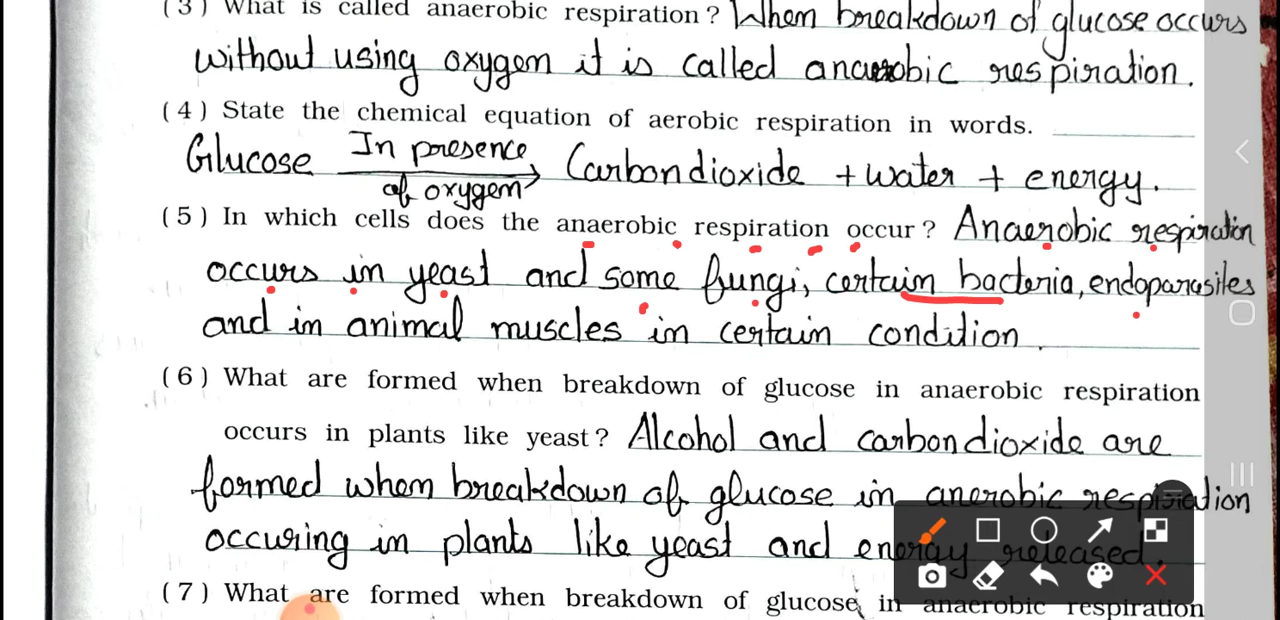 (3) What is called anaerobic respiration? When breakdown of glucose occurs
without using oxygen it is called anaerobic respiration.
(4) State the chemical equation of aerobic respiration in words.
Glucose In presence of oxygen Carbondioxide + water + energy.
(5) In which cells does the anaerobic respiration occur? Anaerobic respiration
occurs in yeast and some fungi, certain bacteria, endoparasites
and in animal muscles in certain condition.
(6) What are formed when breakdown of glucose in anaerobic respiration
occurs in plants like yeast? Alcohol and carbondioxide are
formed when breakdown of glucose in anerobic respiration
occuring in plants like yeast and energy released.
(7) What are formed when breakdown of glucose in anaerobic respiration